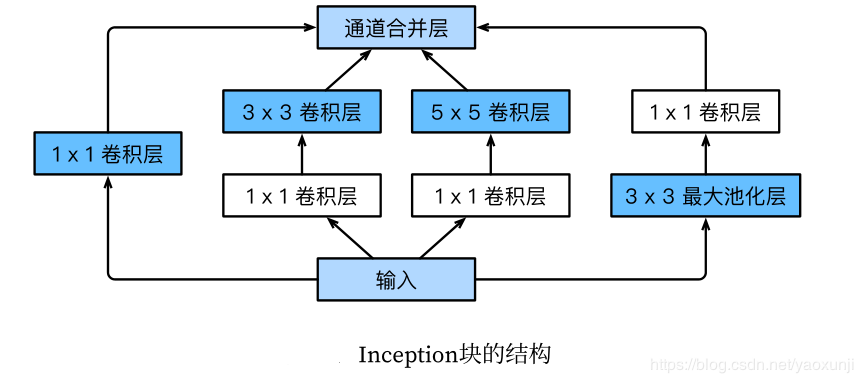 通道合并层
3 x 3 卷积层
5 x 5 卷积层
1 x 1 卷积层
1 x 1 卷积层
1 x 1 卷积层
1 x 1 卷积层
3 x 3 最大池化层
输入
Inception块的结构
https://blog.csdn.net/yaoxunji